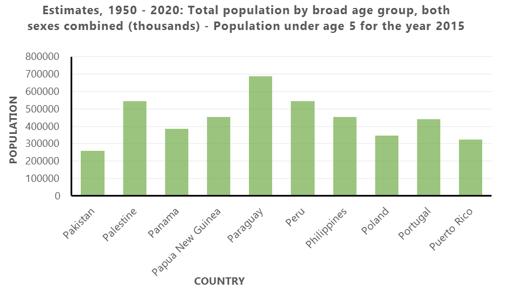 Estimates, 1950 - 2020: Total population by broad age group, both
sexes combined (thousands) - Population under age 5 for the year 2015
POPULATION
800000
700000
600000
500000
400000
300000
200000
100000
0
Pakistan
Palestine
Panama
Papua New Guinea
Paraguay
Peru
Philippines
Poland
Portugal
Puerto Rico
COUNTRY